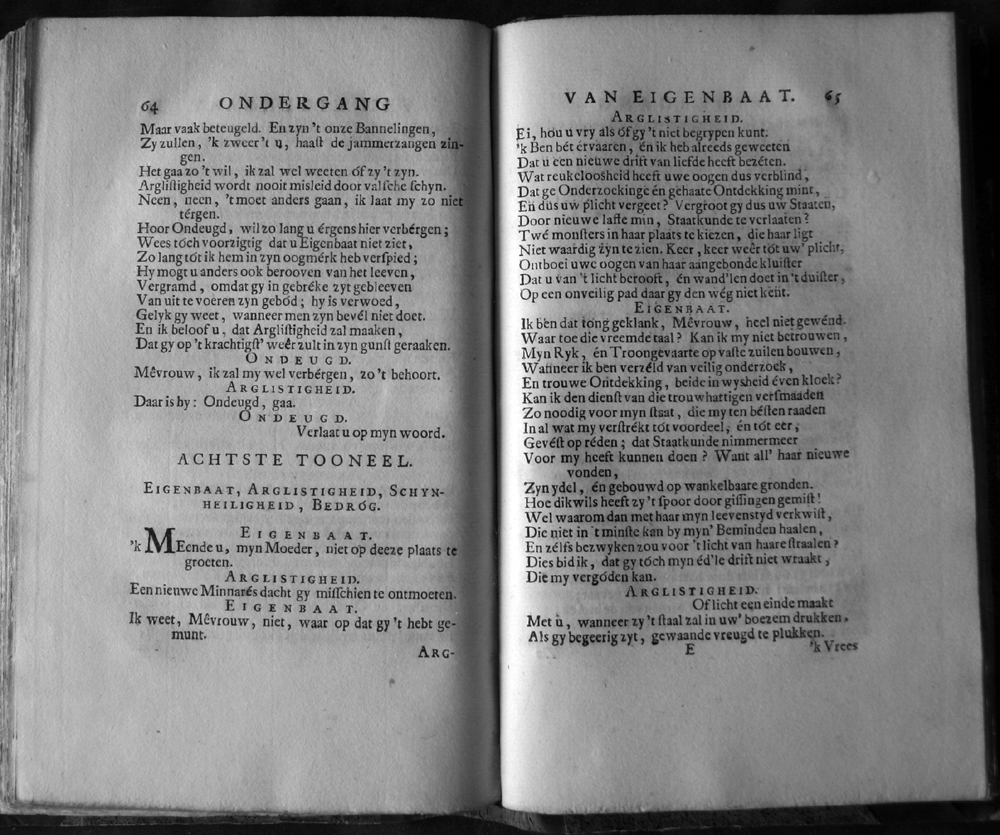 64 ONDERGANG
Maar vaak beteugeld. En zyn 't onze Bannelingen,
Zy zullen, 'k zweer 't u, haaſt de jammerzangen zin-
gen.
Het gaa zo 't wil, ik zal wel weeten óf zy 't zyn.
Argliſtigheid wordt nooit misleid door valſche ſchyn.
Neen, neen, 't moet anders gaan, ik laat my zo niet
térgen.
Hoor Ondeugd, wil zo lang u érgens hier verbérgen;
Wees tóch voorzigtig dat u Eigenbaat niet ziet,
Zo lang tót ik hem in zyn oogmérk heb verſpied;
Hy mogt u anders ook berooven van het leeven,
Vergramd, omdat gy in gebréke zyt gebleeven
Van uit te voeren zyn gebód; hy is verwoed,
Gelyk gy weet, wanneer men zyn bevél niet doet.
En ik beloof u, dat Argliſtigheid zal maaken,
Dat gy op 't krachtigſt' weêr zult in zyn gunſt geraaken.
ONDEUGD.
Mêvrouw, ik zal my wel verbérgen, zo 't behoort.
ARGLISTIGHEID.
Daar is hy: Ondeugd, gaa.
ONDEUGD.
Verlaat u op myn woord.
ACHTSTE TOONEEL.
EIGENBAAT, ARGLISTIGHEID, SCHYN-
HEILIGHEID, BEDRÓG.
EIGENBAAT.
'k MEende u, myn Moeder, niet op deeze plaats te
groeten.
ARGLISTIGHEID.
Een nieuwe Minnarés dacht gy miſſchien te ontmoeten.
EIGENBAAT.
Ik weet, Mêvrouw, niet, waar op dat gy 't hebt ge-
munt.
ARG-
VAN EIGENBAAT. 65
ARGLISTIGHEID.
Ei, hou u vry als óf gy 't niet begrypen kunt.
'k Ben bét érvaaren, én ik heb alreeds geweeten
Dat u een nieuwe drift van liefde heeft bezéten.
Wat reukeloosheid heeft uwe oogen dus verblind,
Dat ge Onderzoekinge én gehaate Ontdekking mint,
En dus uw plicht vergeet? Vergroot gy dus uw Staaten,
Door nieuwe laſte min, Staatkunde te verlaaten?
Twé monſters in haar plaats te kiezen, die haar ligt
Niet waardig zyn te zien. Keer, keer weêr tót uw' plicht,
Ontboei uwe oogen van haar aangebonde kluiſter
Dat u van 't licht berooft, én wand'len doet in 't duiſter,
Op een onveilig pad daar gy den wég niet kent.
EIGENBAAT.
Ik bén dat tong geklank, Mêvrouw, heel niet gewénd.
Waar toe die vreemde taal? Kan ik my niet betrouwen,
Myn Ryk, én Troongevaarte op vaſte zuilen bouwen,
Wanneer ik ben verzéld van veilig onderzoek,
En trouwe Ontdekking, beide in wysheid éven kloek?
Kan ik den dienſt van die trouwhartigen verſmaaden
Zo noodig voor myn ſtaat, die my ten béſten raaden
In al wat my verſtrékt tót voordeel, én tót eer,
Gevéſt op réden; dat Staatkunde nimmermeer
Voor my heeft kunnen doen? Want all' haar nieuwe
vonden,
Zyn ydel, én gebouwd op wankelbaare gronden.
Hoe dikwils heeft zy 't ſpoor door giſſingen gemiſt!
Wel waarom dan met haar myn leevenstyd verkwiſt,
Die niet in 't minſte kan by myn' Beminden haalen,
En zélfs bezwyken zou voor 't licht van haare ſtraalen?
Dies bid ik, dat gy tóch myn éd'le drift niet wraakt,
Die my vergóden kan.
ARGLISTIGHEID.
Of licht een einde maakt
Met u, wanneer zy 't ſtaal zal in uw' boezem drukken,
Als gy begeerig zyt, gewaande vreugd te plukken.
E 'k Vrees